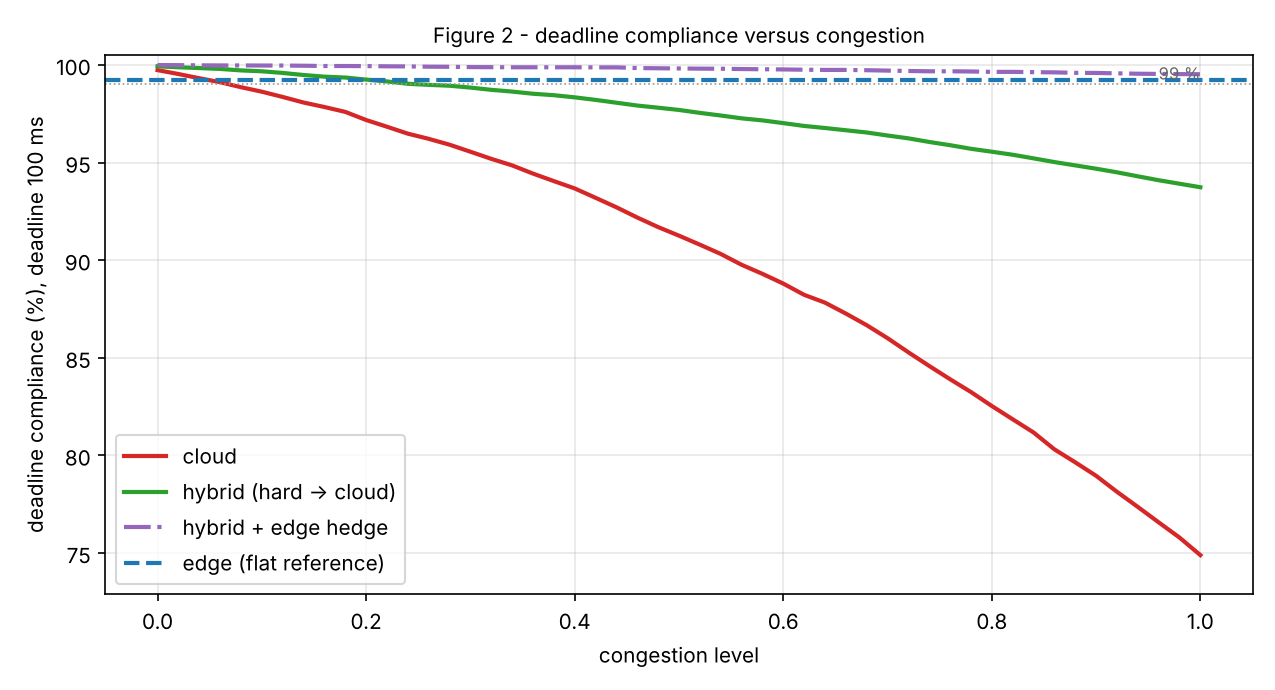 Figure 2 - deadline compliance versus congestion
deadline compliance (%), deadline 100 ms
100
95
90
85
80
75
99 %
cloud
hybrid (hard → cloud)
hybrid + edge hedge
edge (flat reference)
0.0
0.2
0.4
0.6
0.8
1.0
congestion level